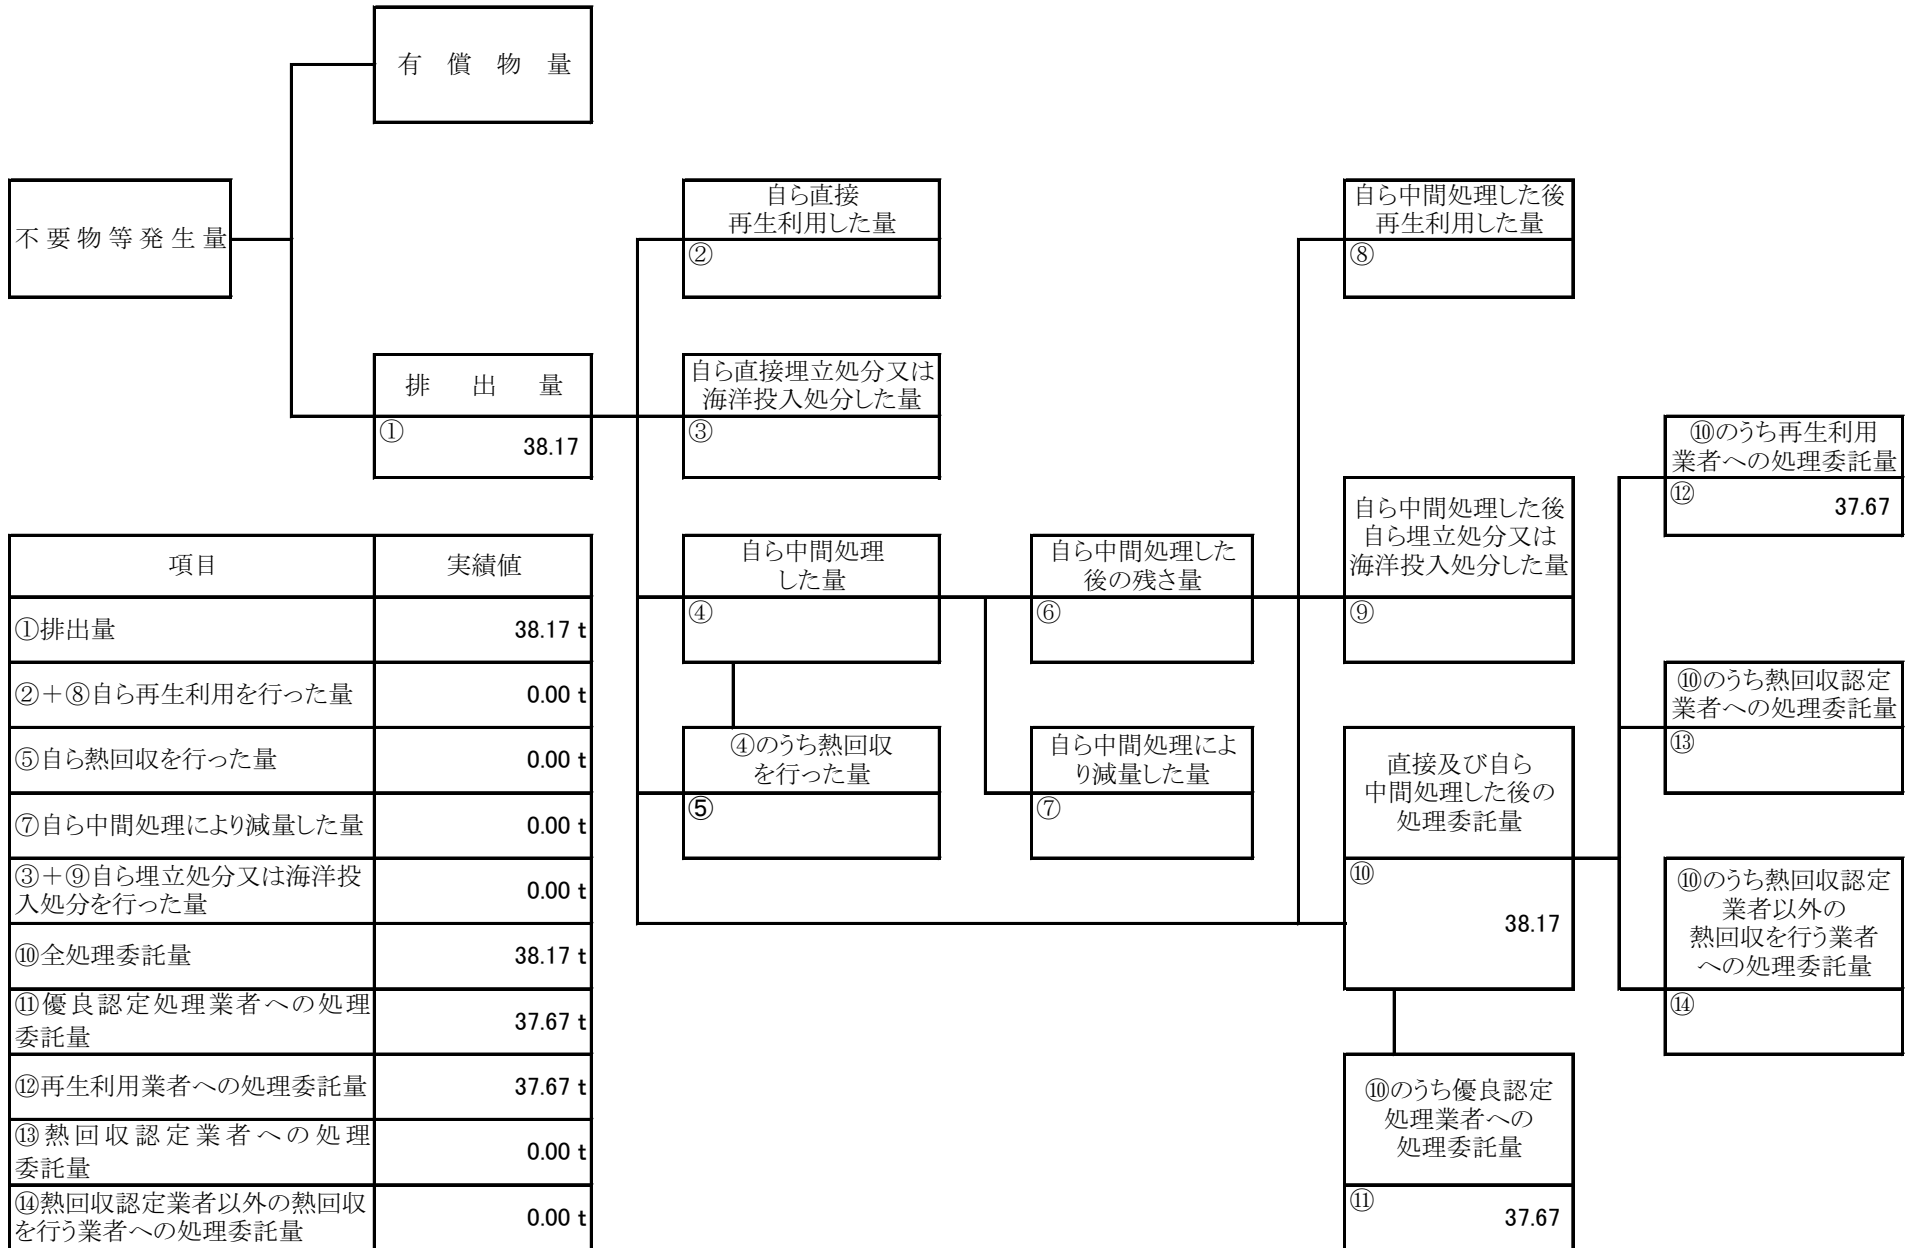 有償物量
不要物等発生量
排出量
①
38.17
自ら直接
再生利用した量
②
自ら直接埋立処分又は
海洋投入処分した量
③
自ら中間処理
した量
④
④のうち熱回収
を行った量
⑤
自ら中間処理した
後の残さ量
⑥
自ら中間処理によ
り減量した量
⑦
自ら中間処理した後
再生利用した量
⑧
自ら中間処理した後
自ら埋立処分又は
海洋投入処分した量
⑨
直接及び自ら
中間処理した後の
処理委託量
⑩
38.17
⑩のうち優良認定
処理業者への
処理委託量
⑪
37.67
⑩のうち再生利用
業者への処理委託量
⑫
37.67
⑩のうち熱回収認定
業者への処理委託量
⑬
⑩のうち熱回収認定
業者以外の
熱回収を行う業者
への処理委託量
⑭
項目 実績値
①排出量 38.17 t
②+⑧自ら再生利用を行った量 0.00 t
⑤自ら熱回収を行った量 0.00 t
⑦自ら中間処理により減量した量 0.00 t
③+⑨自ら埋立処分又は海洋投
入処分を行った量 0.00 t
⑩全処理委託量 38.17 t
⑪優良認定処理業者への処理
委託量 37.67 t
⑫再生利用業者への処理委託量 37.67 t
⑬熱回収認定業者への処理
委託量 0.00 t
⑭熱回収認定業者以外の熱回収
を行う業者への処理委託量 0.00 t